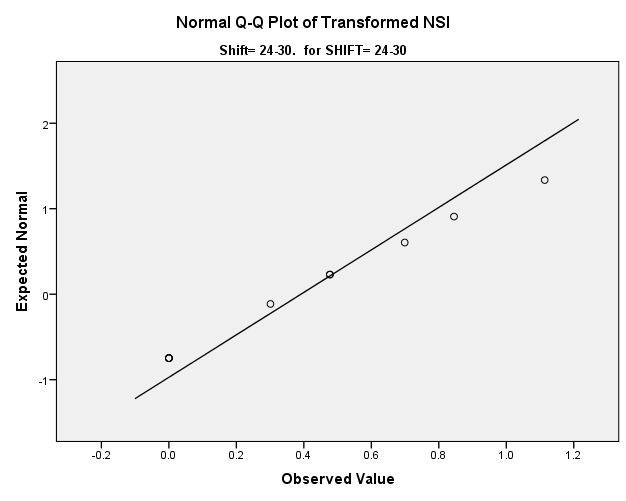 Normal Q-Q Plot of Transformed NSI
Shift= 24-30. for SHIFT= 24-30
Expected Normal
2
1
0
-1
-0.2 0.0 0.2 0.4 0.6 0.8 1.0 1.2
Observed Value